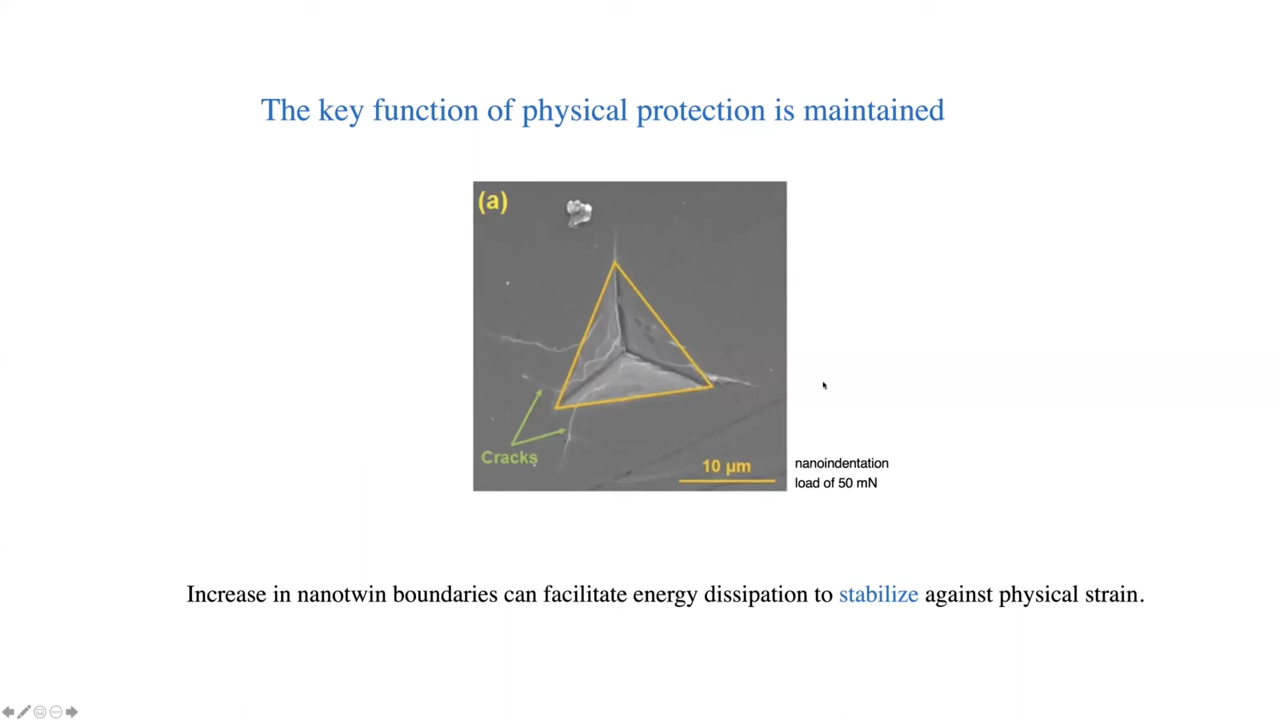 The key function of physical protection is maintained
(a)
Cracks
10 µm
nanoindentation
load of 50 mN
Increase in nanotwin boundaries can facilitate energy dissipation to stabilize against physical strain.